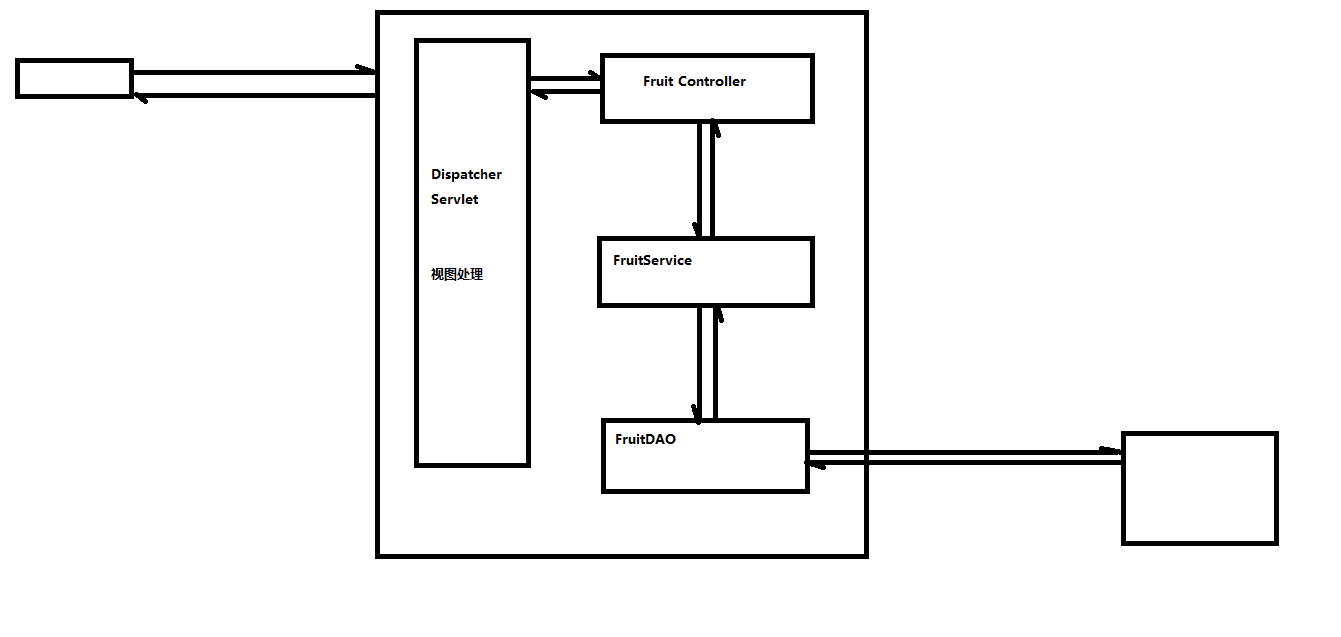 Dispatcher
Servlet
视图处理
Fruit Controller
FruitService
FruitDAO